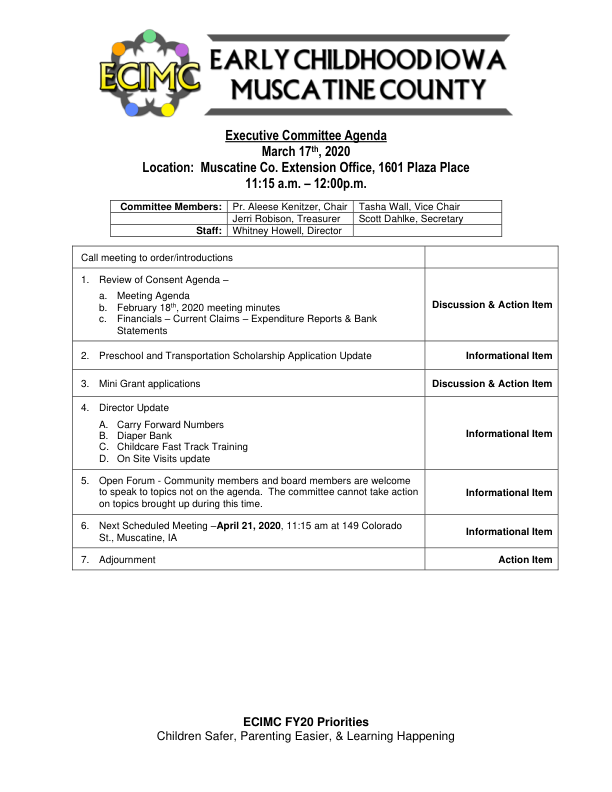 ECIMC
EARLY CHILDHOOD IOWA
MUSCATINE COUNTY
Executive Committee Agenda
March 17th, 2020
Location:  Muscatine Co. Extension Office, 1601 Plaza Place
11:15 a.m. – 12:00p.m.
Committee Members: Pr. Aleese Kenitzer, Chair Tasha Wall, Vice Chair
Jerri Robison, Treasurer Scott Dahlke, Secretary
Staff: Whitney Howell, Director
Call meeting to order/introductions
1. Review of Consent Agenda –
a. Meeting Agenda
b. February 18th, 2020 meeting minutes
c. Financials – Current Claims – Expenditure Reports & Bank
Statements
Discussion & Action Item
2. Preschool and Transportation Scholarship Application Update
Informational Item
3. Mini Grant applications
Discussion & Action Item
4. Director Update
A. Carry Forward Numbers
B. Diaper Bank
C. Childcare Fast Track Training
D. On Site Visits update
Informational Item
5. Open Forum - Community members and board members are welcome
to speak to topics not on the agenda.  The committee cannot take action
on topics brought up during this time.
Informational Item
6. Next Scheduled Meeting –April 21, 2020, 11:15 am at 149 Colorado
St., Muscatine, IA
Informational Item
7. Adjournment
Action Item
ECIMC FY20 Priorities
Children Safer, Parenting Easier, & Learning Happening